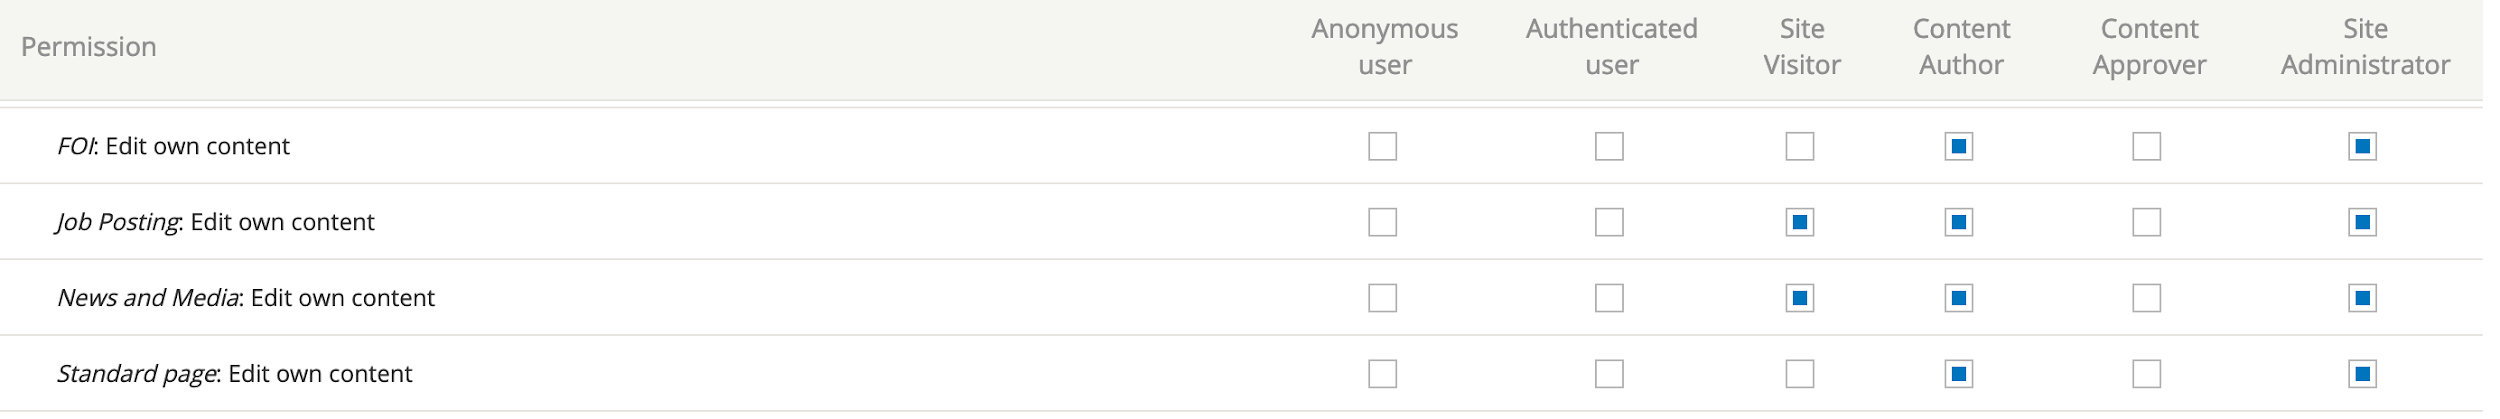 Permission
Anonymous user
Authenticated user
Site Visitor
Content Author
Content Approver
Site Administrator
FOI: Edit own content
Job Posting: Edit own content
News and Media: Edit own content
Standard page: Edit own content